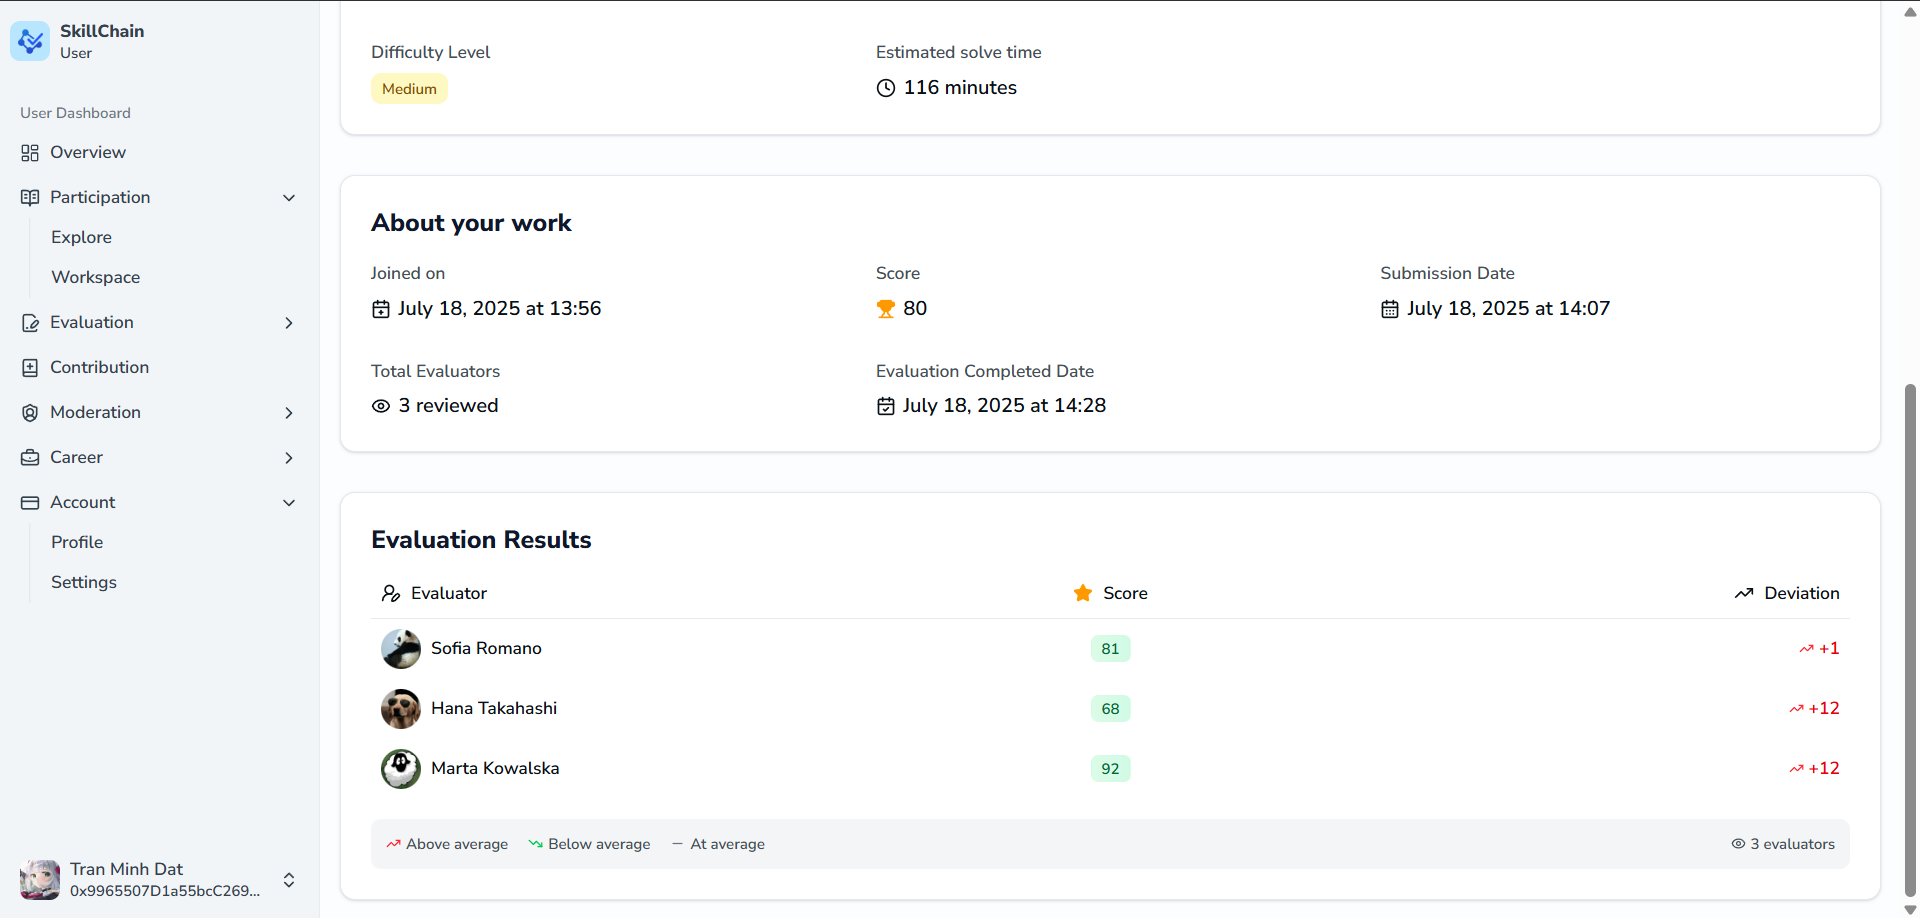 SkillChain
User
User Dashboard
Overview
Participation
Explore
Workspace
Evaluation
Contribution
Moderation
Career
Account
Profile
Settings
Tran Minh Dat
0x9965507D1a55bcC269...
Difficulty Level
Medium
Estimated solve time
116 minutes
About your work
Joined on
July 18, 2025 at 13:56
Score
80
Submission Date
July 18, 2025 at 14:07
Total Evaluators
3 reviewed
Evaluation Completed Date
July 18, 2025 at 14:28
Evaluation Results
Evaluator Score Deviation
Sofia Romano 81 +1
Hana Takahashi 68 +12
Marta Kowalska 92 +12
Above average Below average At average 3 evaluators